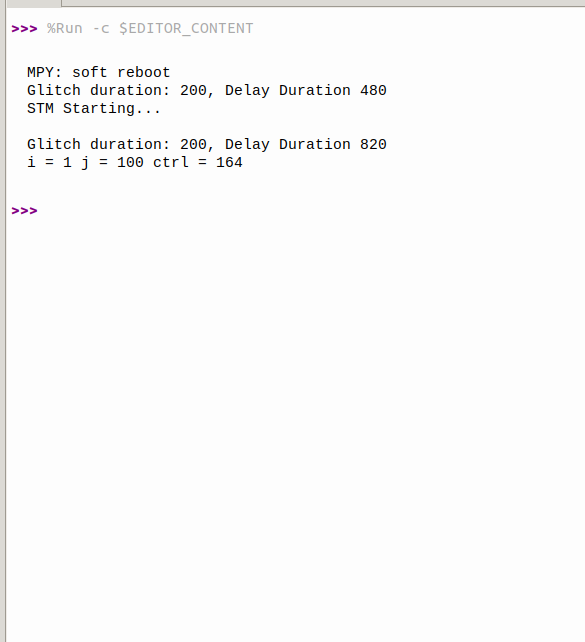 >>> %Run -c $EDITOR_CONTENT
MPY: soft reboot
Glitch duration: 200, Delay Duration 480
STM Starting...
Glitch duration: 200, Delay Duration 820
i = 1 j = 100 ctrl = 164
>>>